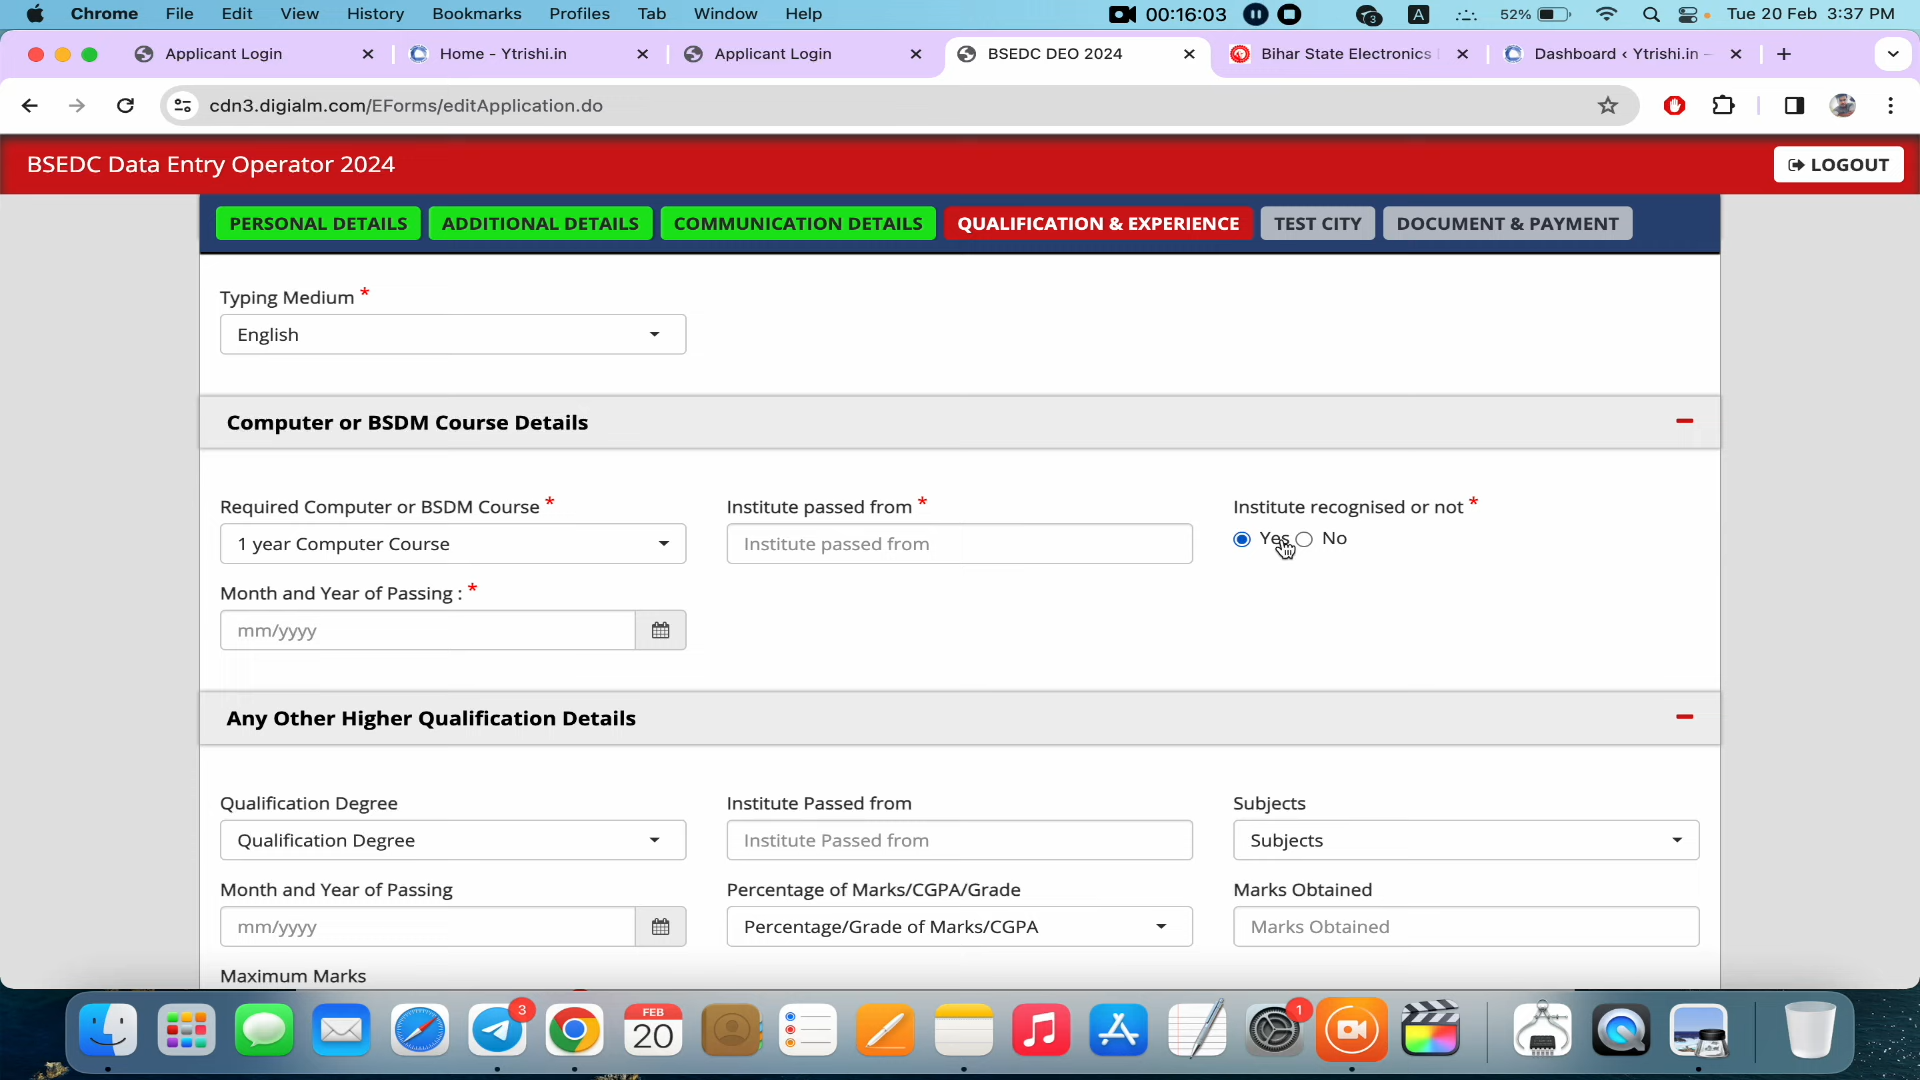 Chrome File Edit View History Bookmarks Profiles Tab Window Help 00:16:03 3 A 52% Tue 20 Feb 3:37 PM
Applicant Login Home - Ytrishi.in Applicant Login BSEDC DEO 2024 Bihar State Electronics Dashboard ‹ Ytrishi.in –
cdn3.digialm.com/EForms/editApplication.do
BSEDC Data Entry Operator 2024 LOGOUT
PERSONAL DETAILS ADDITIONAL DETAILS COMMUNICATION DETAILS QUALIFICATION & EXPERIENCE TEST CITY DOCUMENT & PAYMENT
Typing Medium *
English
Computer or BSDM Course Details
Required Computer or BSDM Course * Institute passed from * Institute recognised or not *
1 year Computer Course Institute passed from Yes No
Month and Year of Passing : *
mm/yyyy
Any Other Higher Qualification Details
Qualification Degree Institute Passed from Subjects
Qualification Degree Institute Passed from Subjects
Month and Year of Passing Percentage of Marks/CGPA/Grade Marks Obtained
mm/yyyy Percentage/Grade of Marks/CGPA Marks Obtained
Maximum Marks
3 FEB 20 1